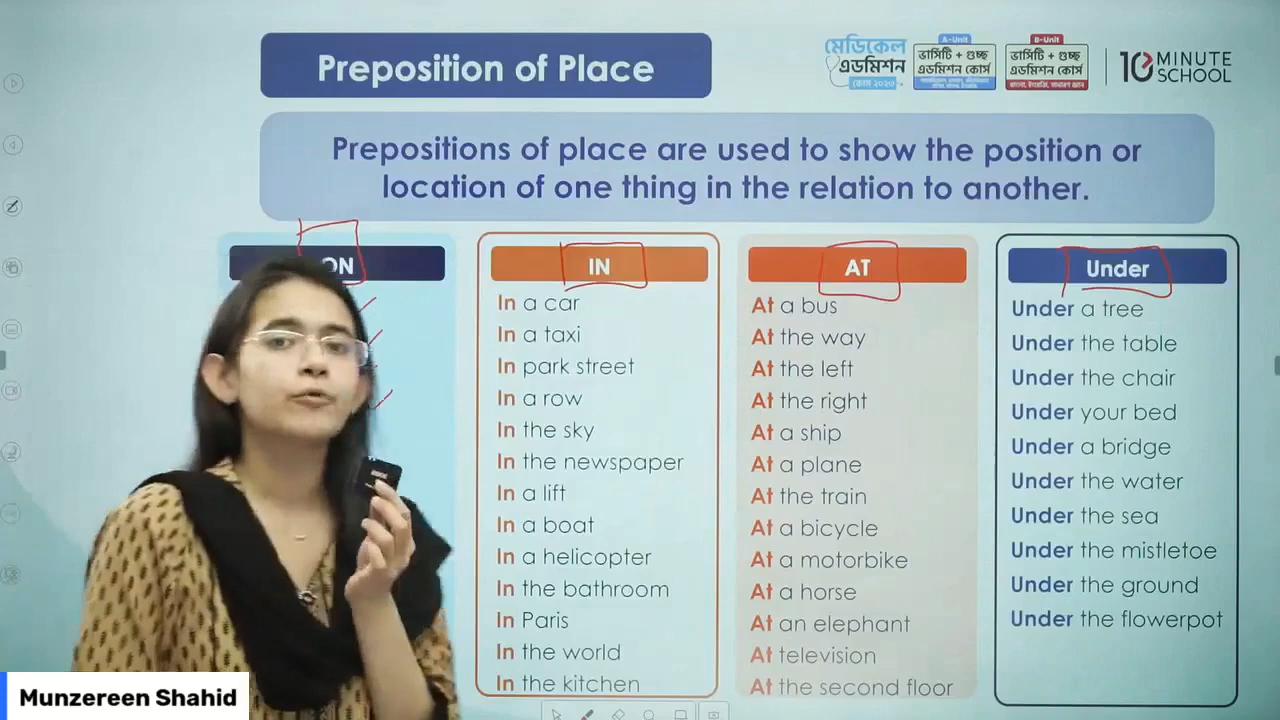 Preposition of Place
মেডিকেল
এডমিশন
কোর্স ২০২৩
A-Unit
ভার্সিটি + গুচ্ছ
এডমিশন কোর্স
B-Unit
ভার্সিটি + গুচ্ছ
এডমিশন কোর্স
বাংলা, ইংরেজি, সাধারণ জ্ঞান
10 MINUTE
SCHOOL
Prepositions of place are used to show the position or
location of one thing in the relation to another.
ON
IN
In a car
In a taxi
In park street
In a row
In the sky
In the newspaper
In a lift
In a boat
In a helicopter
In the bathroom
In Paris
In the world
In the kitchen
AT
At a bus
At the way
At the left
At the right
At a ship
At a plane
At the train
At a bicycle
At a motorbike
At a horse
At an elephant
At television
At the second floor
Under
Under a tree
Under the table
Under the chair
Under your bed
Under a bridge
Under the water
Under the sea
Under the mistletoe
Under the ground
Under the flowerpot
Munzereen Shahid